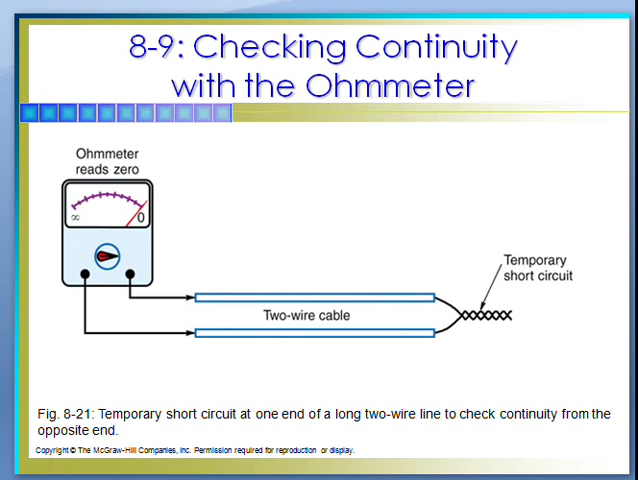 8-9: Checking Continuity
with the Ohmmeter
Ohmmeter
reads zero
∞ 0
Temporary
short circuit
Two-wire cable
Fig. 8-21: Temporary short circuit at one end of a long two-wire line to check continuity from the
opposite end.
Copyright © The McGraw-Hill Companies, Inc. Permission required for reproduction or display.